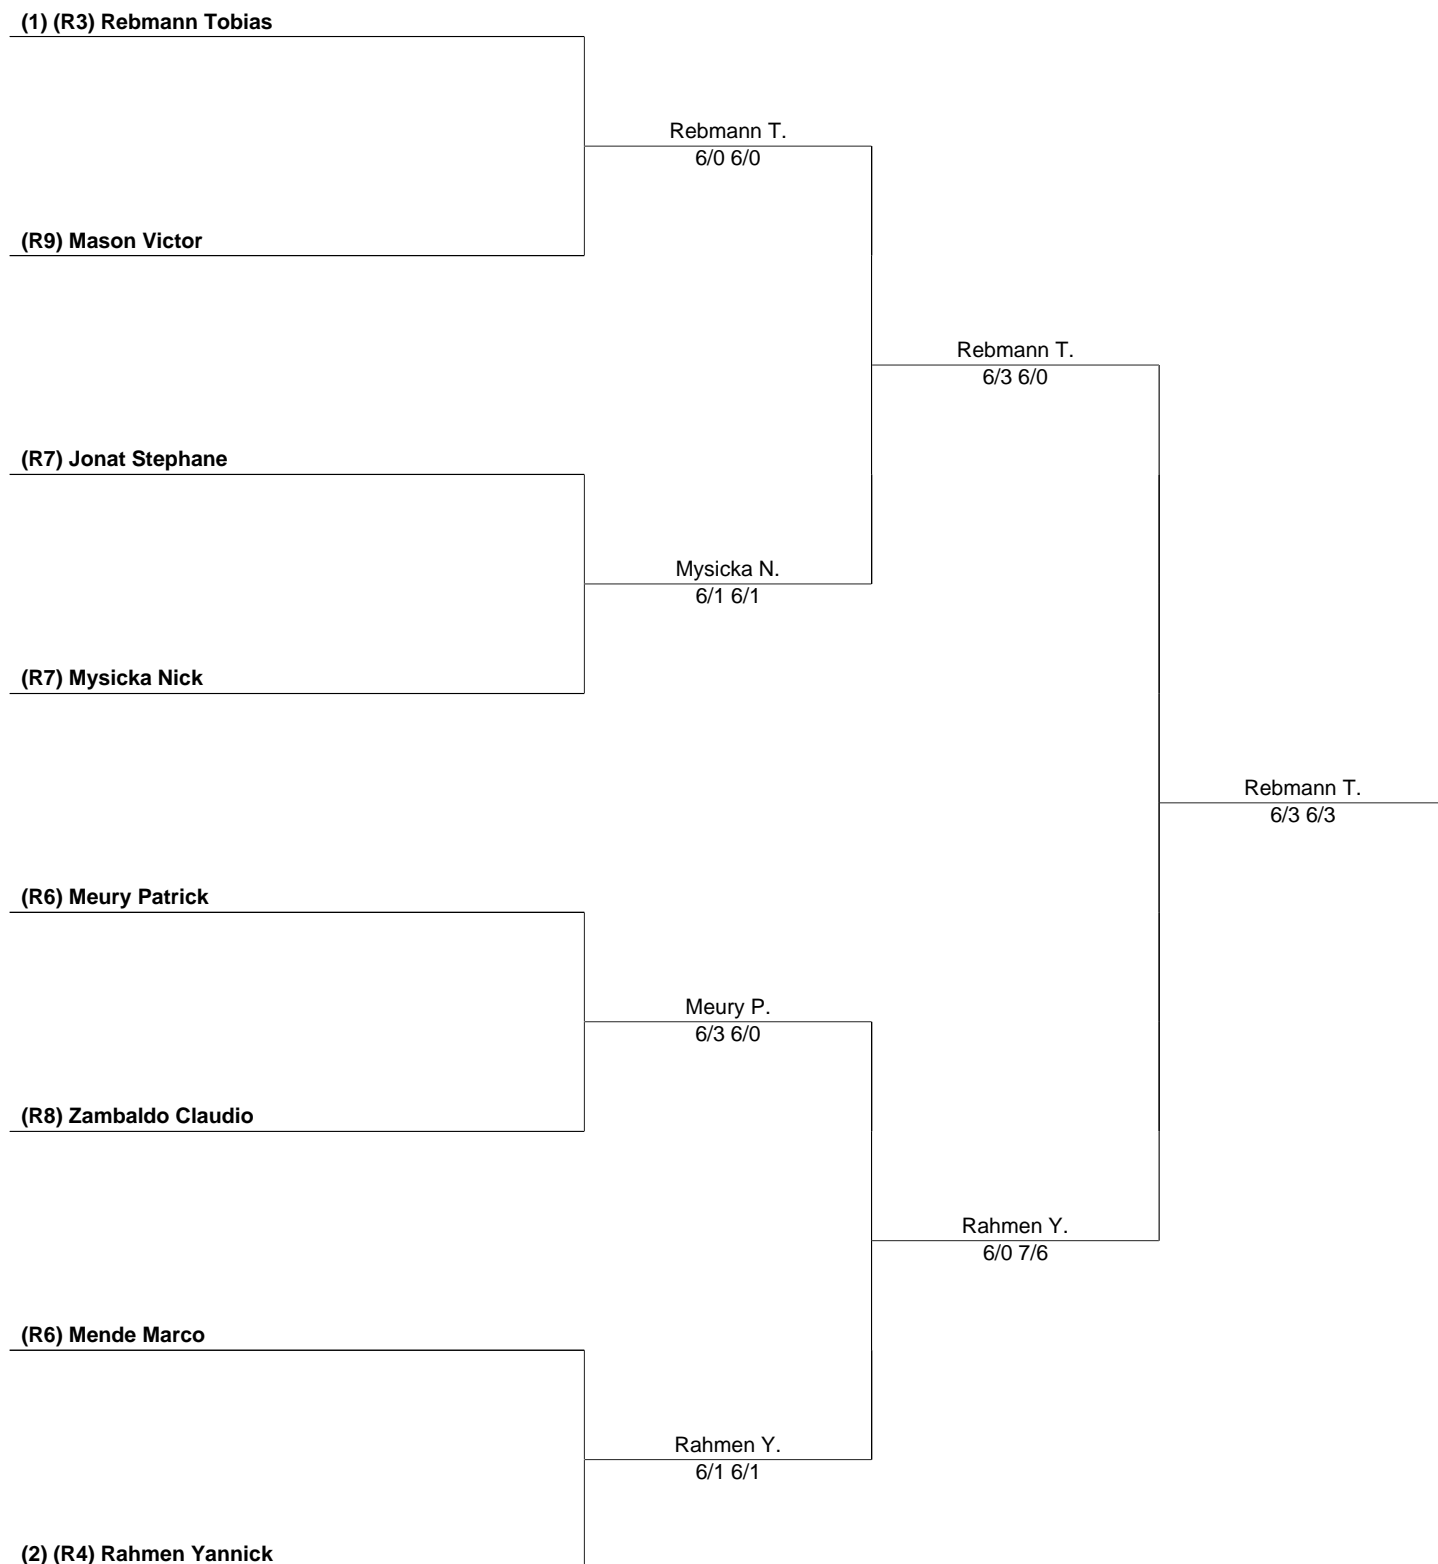 (1) (R3) Rebmann Tobias
Rebmann T.
6/0 6/0
(R9) Mason Victor
Rebmann T.
6/3 6/0
(R7) Jonat Stephane
Mysicka N.
6/1 6/1
(R7) Mysicka Nick
Rebmann T.
6/3 6/3
(R6) Meury Patrick
Meury P.
6/3 6/0
(R8) Zambaldo Claudio
Rahmen Y.
6/0 7/6
(R6) Mende Marco
Rahmen Y.
6/1 6/1
(2) (R4) Rahmen Yannick